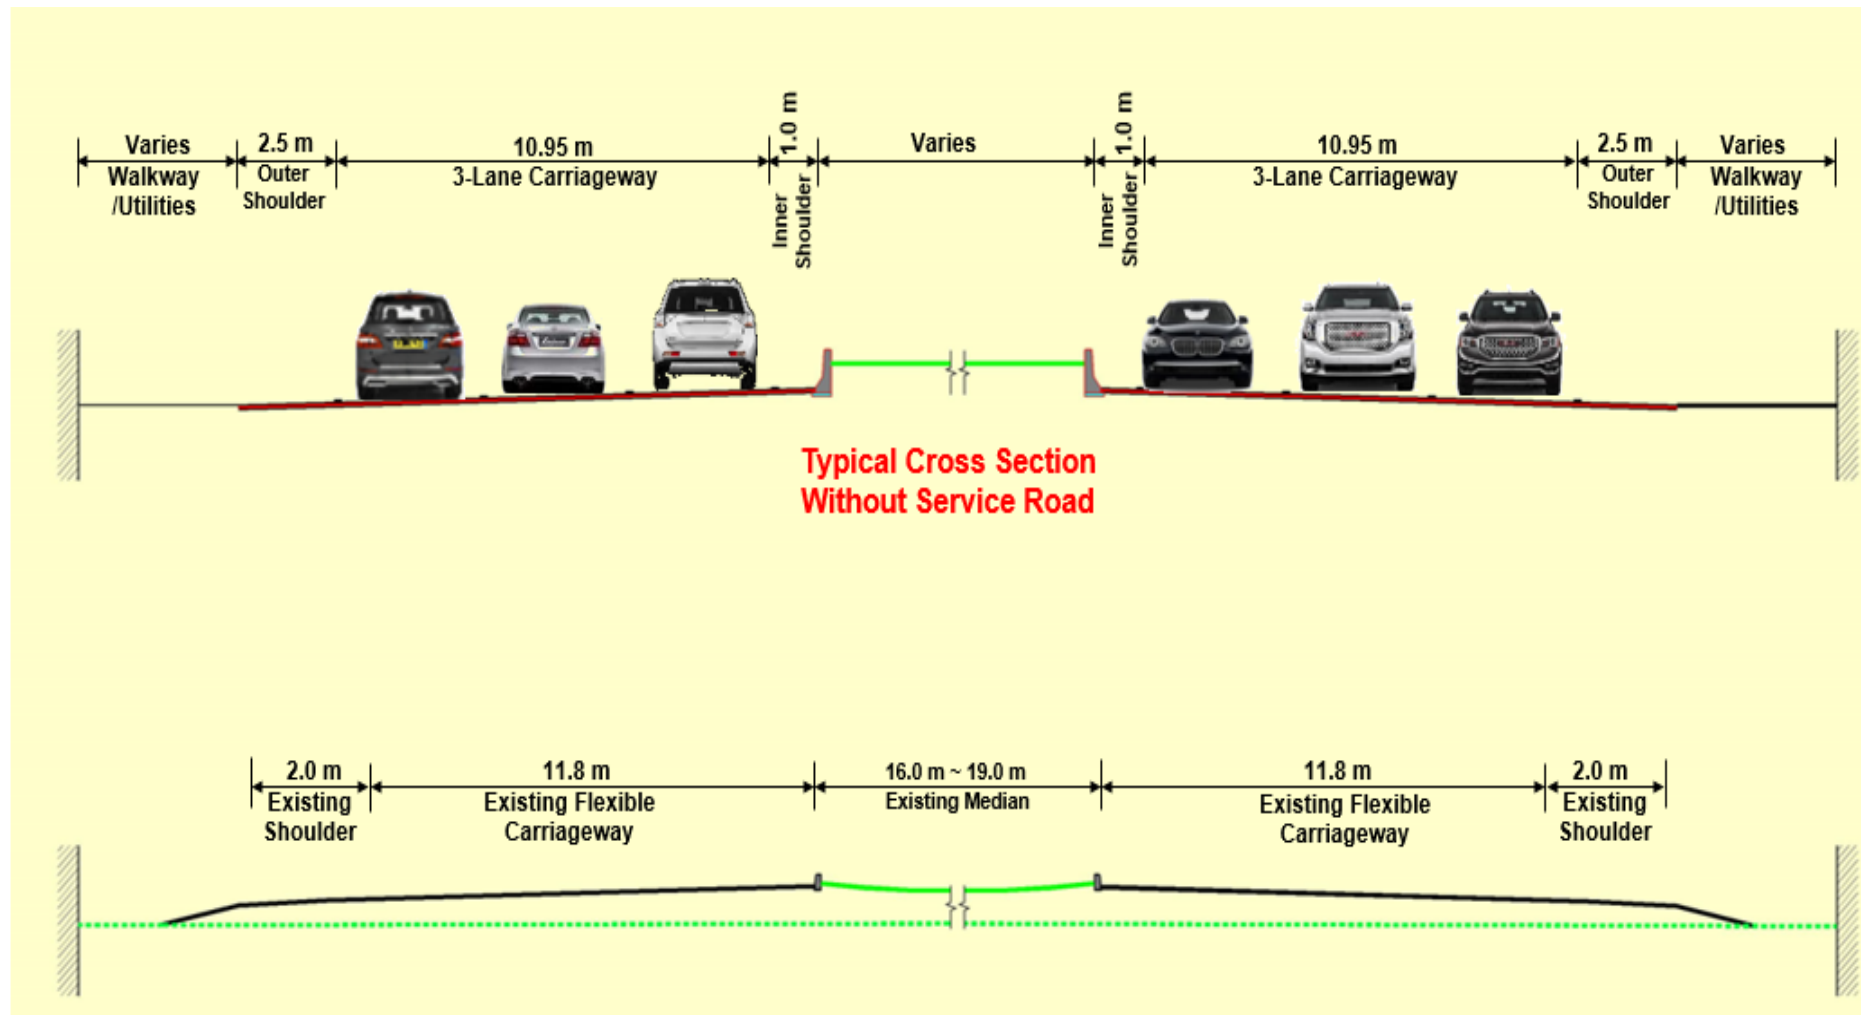 Varies
Walkway
/Utilities
2.5 m
Outer
Shoulder
10.95 m
3-Lane Carriageway
1.0 m
Inner
Shoulder
Varies
1.0 m
Inner
Shoulder
10.95 m
3-Lane Carriageway
2.5 m
Outer
Shoulder
Varies
Walkway
/Utilities
Typical Cross Section
Without Service Road
2.0 m
Existing
Shoulder
11.8 m
Existing Flexible
Carriageway
16.0 m ~ 19.0 m
Existing Median
11.8 m
Existing Flexible
Carriageway
2.0 m
Existing
Shoulder